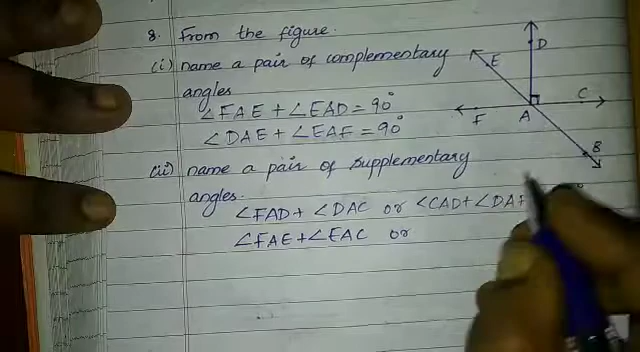 8. From the figure.
(i) name a pair of complementary
angles
∠FAE + ∠EAD = 90°
∠DAE + ∠EAF = 90°
(iii) name a pair of supplementary
angles.
∠FAD + ∠DAC or ∠CAD + ∠DAF
∠FAE + ∠EAC or
D
E
C
F
A
B